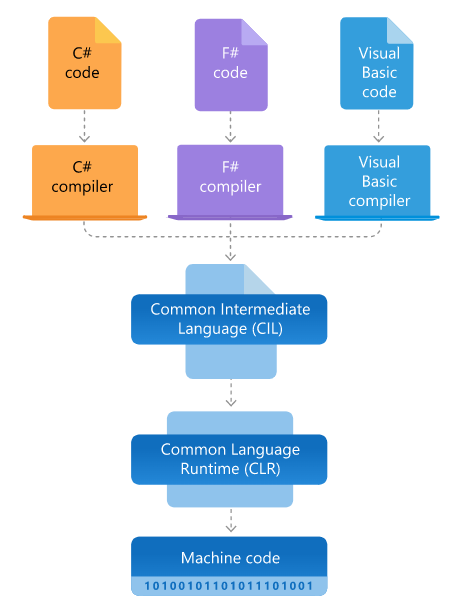 C#
code
F#
code
Visual
Basic
code
C#
compiler
F#
compiler
Visual
Basic
compiler
Common Intermediate
Language (CIL)
Common Language
Runtime (CLR)
Machine code
10100101101011101001